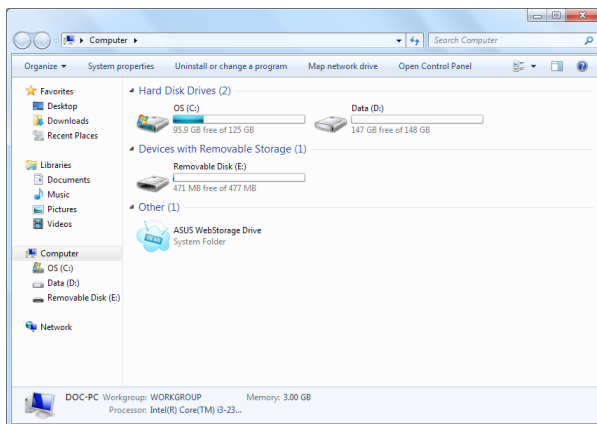 Computer
Search Computer
Organize
System properties
Uninstall or change a program
Map network drive
Open Control Panel
Favorites
Desktop
Downloads
Recent Places
Libraries
Documents
Music
Pictures
Videos
Computer
OS (C:)
Data (D:)
Removable Disk (E:)
Network
Hard Disk Drives (2)
OS (C:)
95.9 GB free of 125 GB
Data (D:)
147 GB free of 148 GB
Devices with Removable Storage (1)
Removable Disk (E:)
471 MB free of 477 MB
Other (1)
ASUS WebStorage Drive
System Folder
DOC-PC Workgroup: WORKGROUP Memory: 3.00 GB
Processor: Intel(R) Core(TM) i3-23...